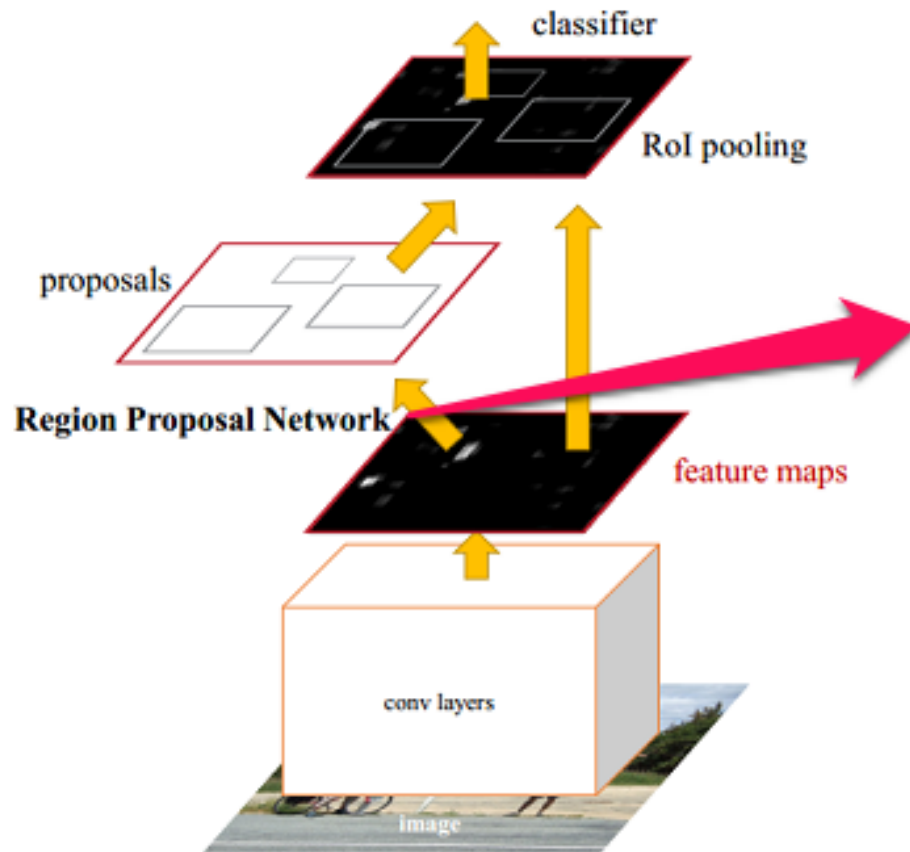 classifier
RoI pooling
proposals
Region Proposal Network
feature maps
conv layers
image